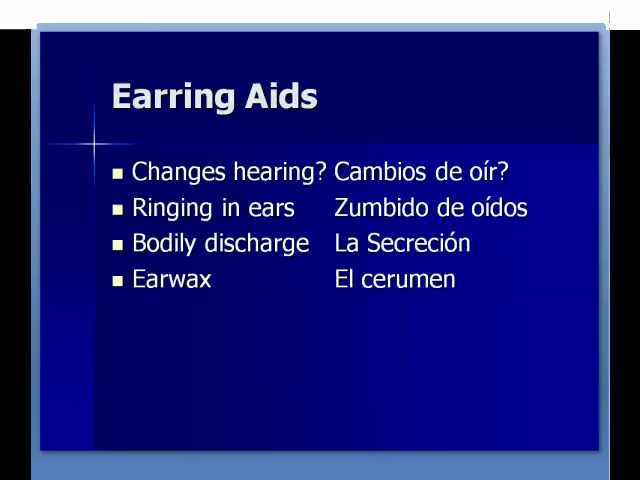 Earring Aids
Changes hearing? Cambios de oír?
Ringing in ears Zumbido de oídos
Bodily discharge La Secreción
Earwax El cerumen